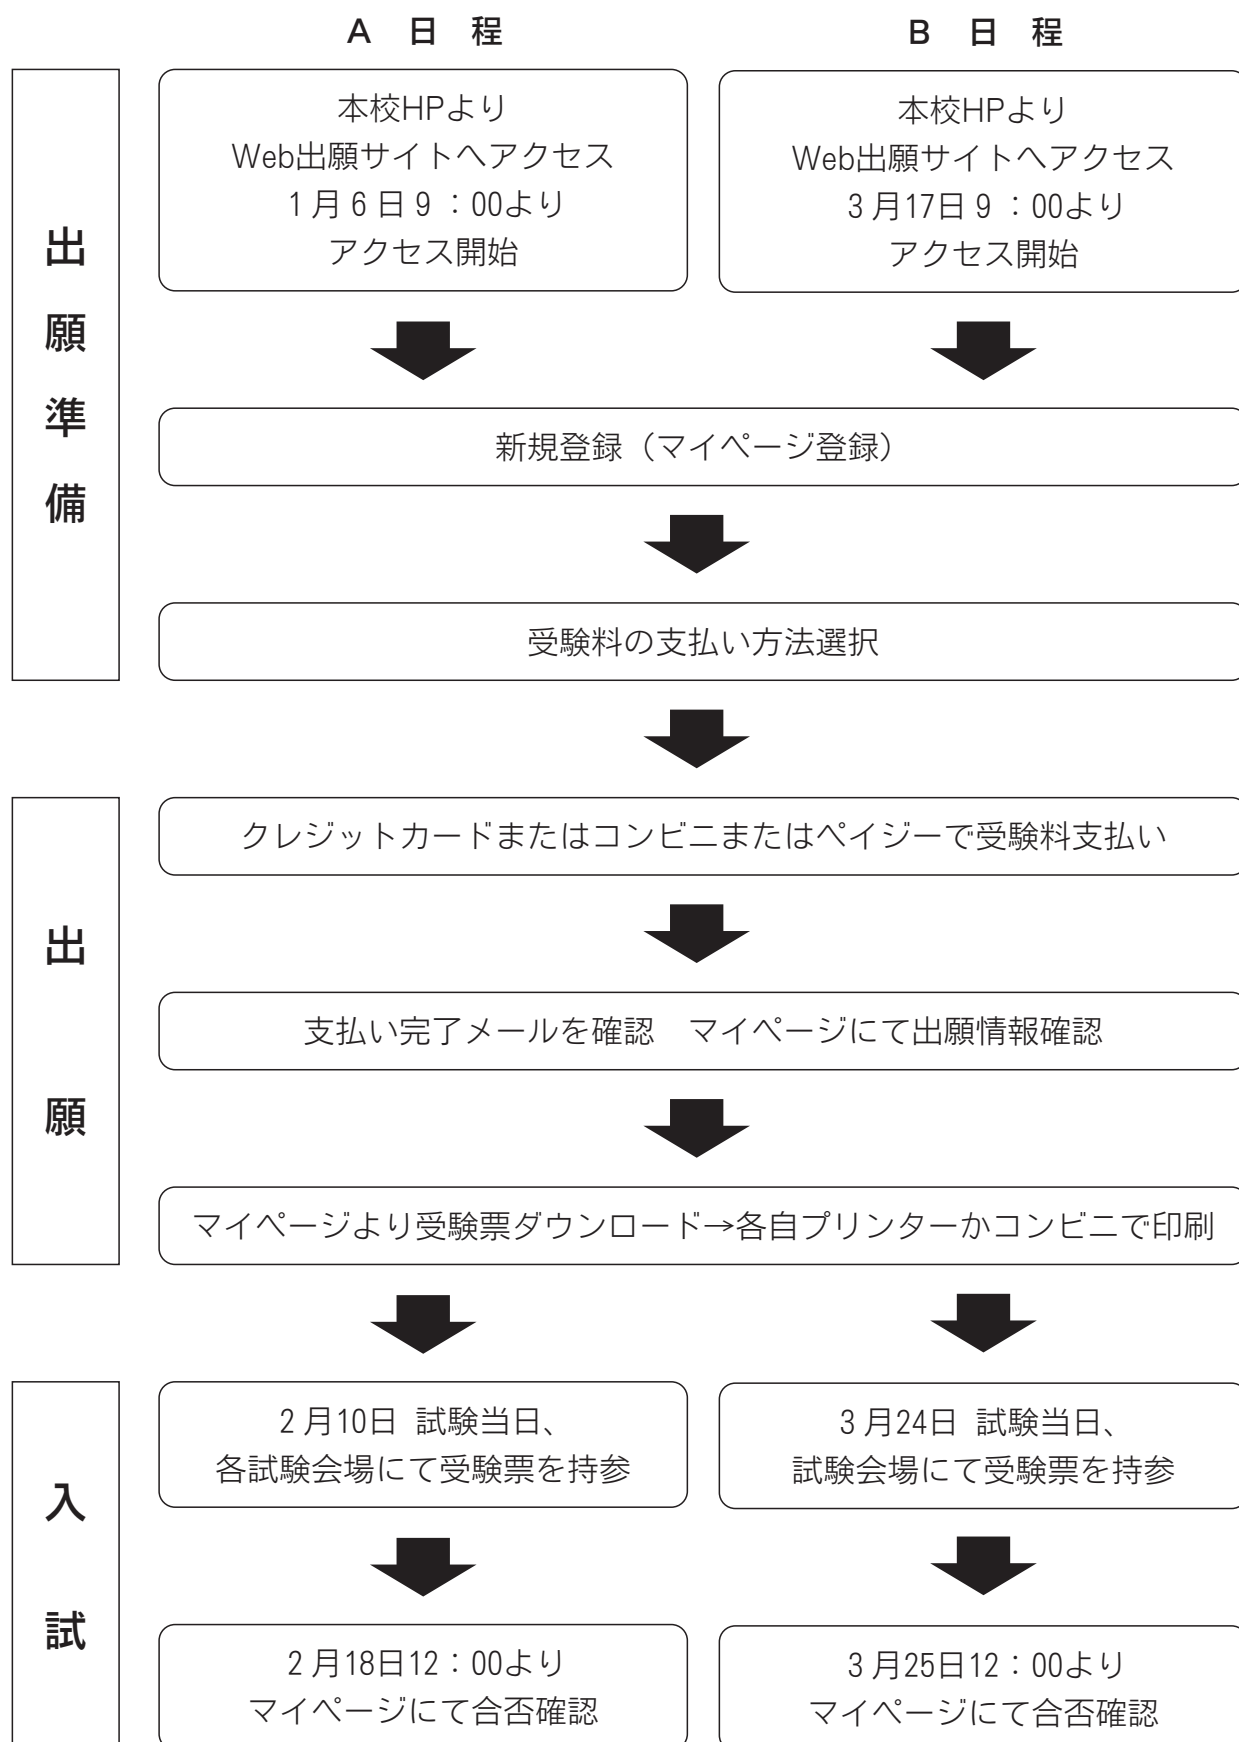 A 日 程
B 日 程
出願準備
本校HPより
Web出願サイトへアクセス
1月6日9:00より
アクセス開始
本校HPより
Web出願サイトへアクセス
3月17日9:00より
アクセス開始
新規登録（マイページ登録）
受験料の支払い方法選択
出願
クレジットカードまたはコンビニまたはペイジーで受験料支払い
支払い完了メールを確認　マイページにて出願情報確認
マイページより受験票ダウンロード→各自プリンターかコンビニで印刷
入試
2月10日 試験当日、
各試験会場にて受験票を持参
3月24日 試験当日、
試験会場にて受験票を持参
2月18日12：00より
マイページにて合否確認
3月25日12：00より
マイページにて合否確認